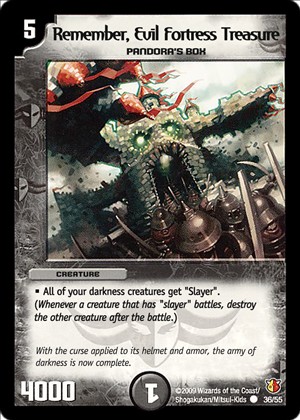 5
Remember, Evil Fortress Treasure
PANDORA'S BOX
CREATURE
▪ All of your darkness creatures get "Slayer".
(Whenever a creature that has "slayer" battles, destroy
the other creature after the battle.)
With the curse applied to its helmet and armor, the army of
darkness is now complete.
4000
1
©2009 Wizards of the Coast/
Shogakukan/Mitsui-Kids
36/55